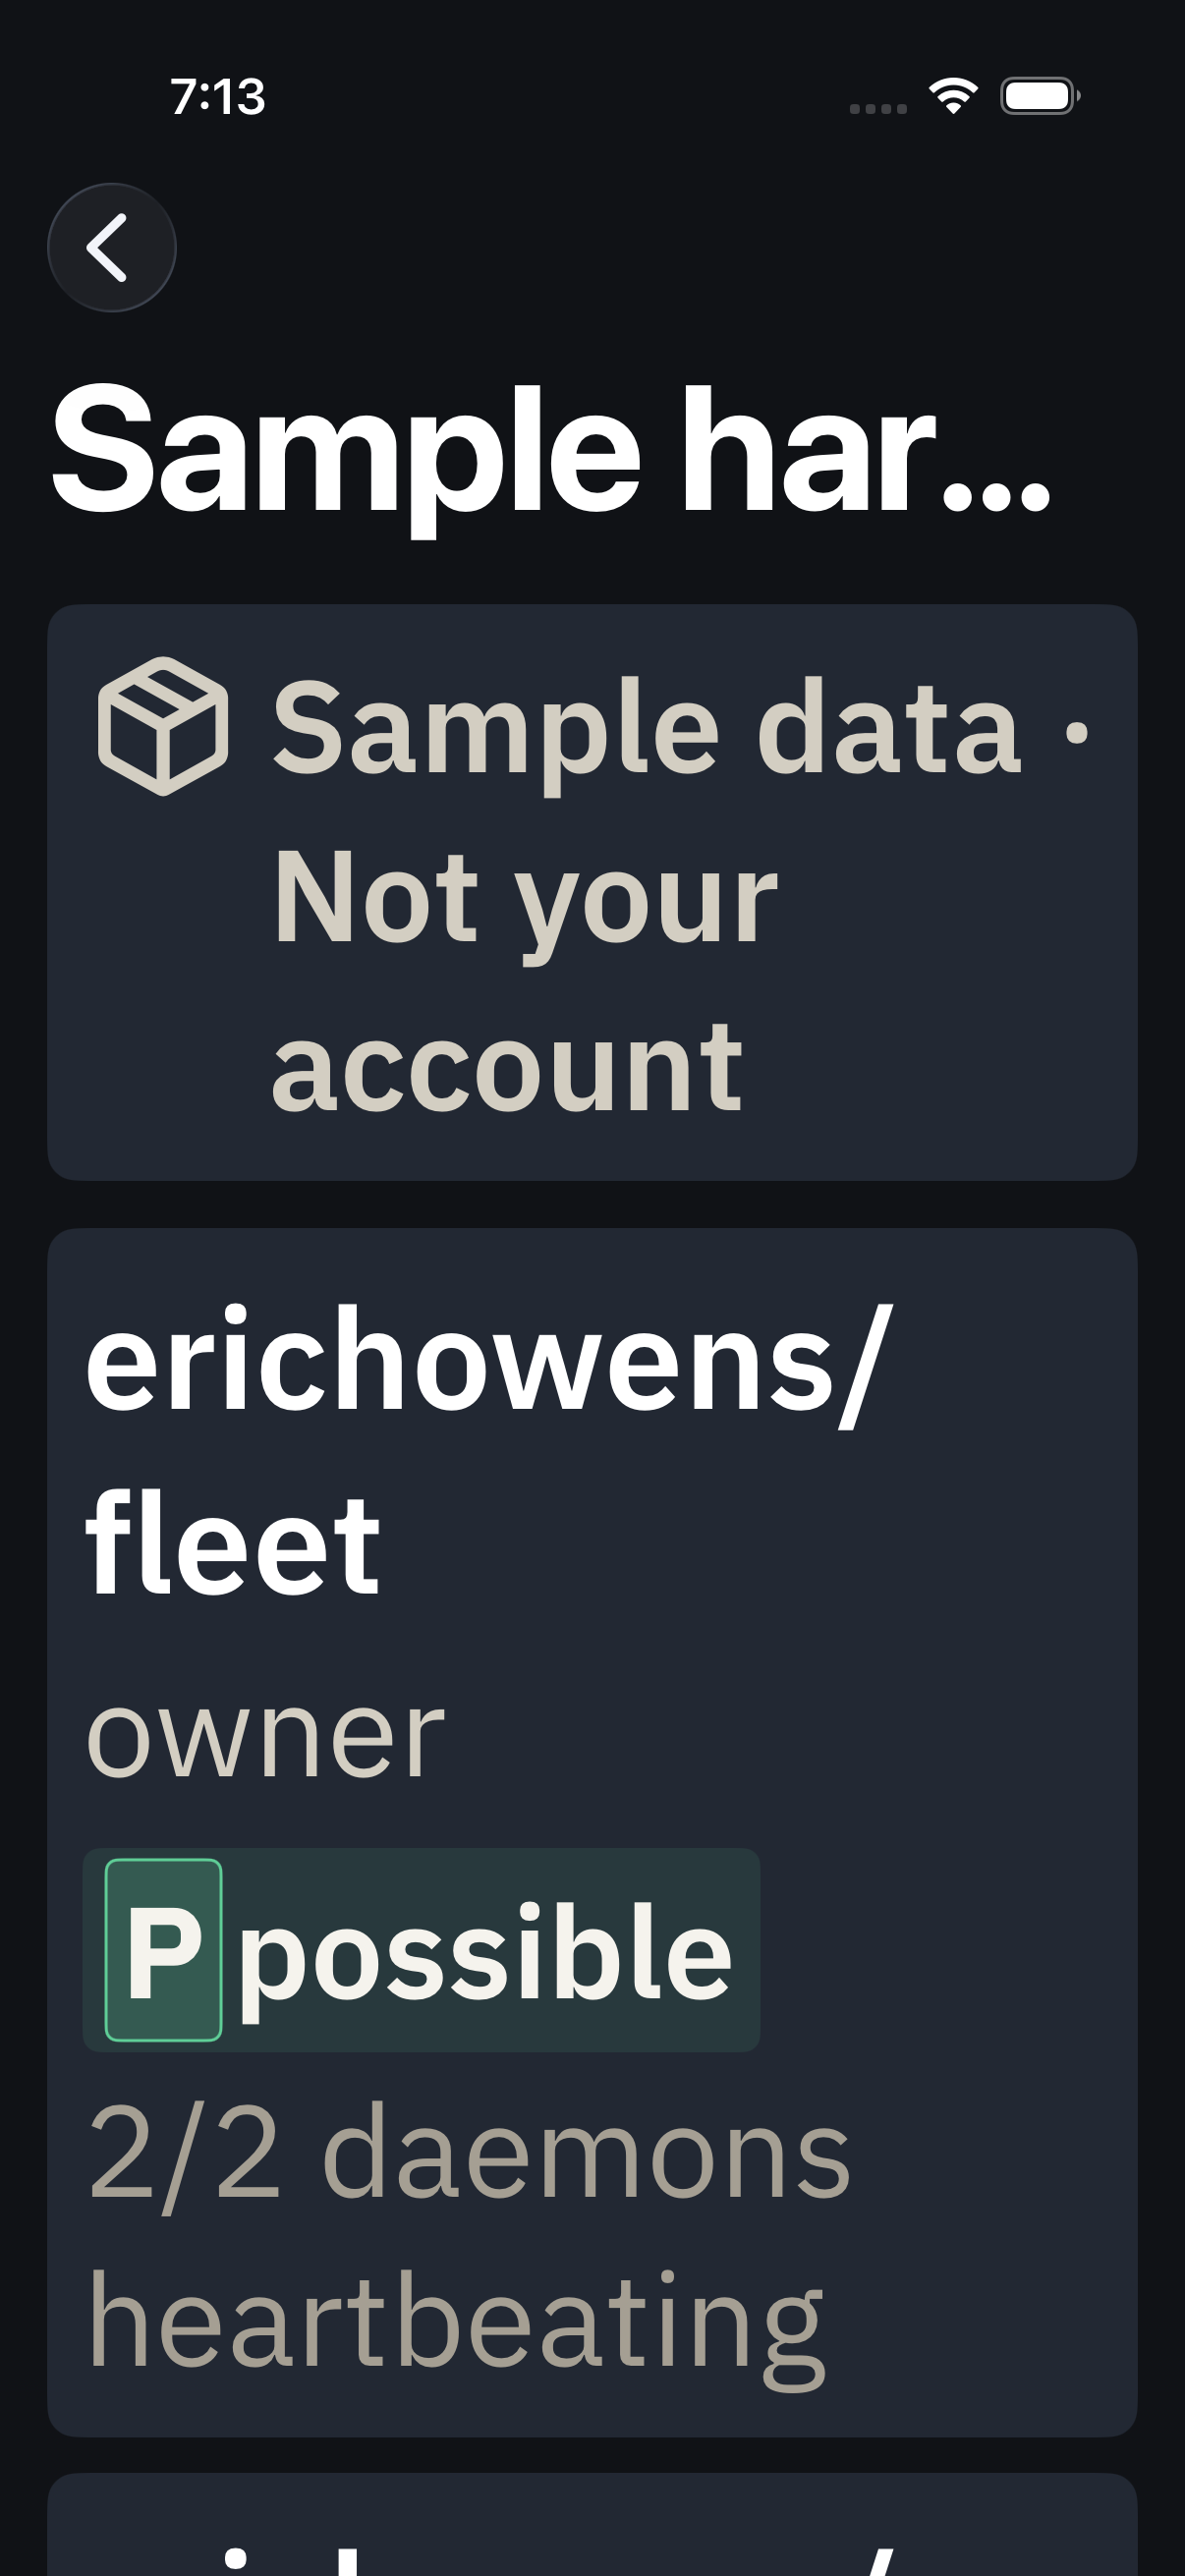 7:13
Sample har...
Sample data ·
Not your
account
erichowens/
fleet
owner
P possible
2/2 daemons
heartbeating